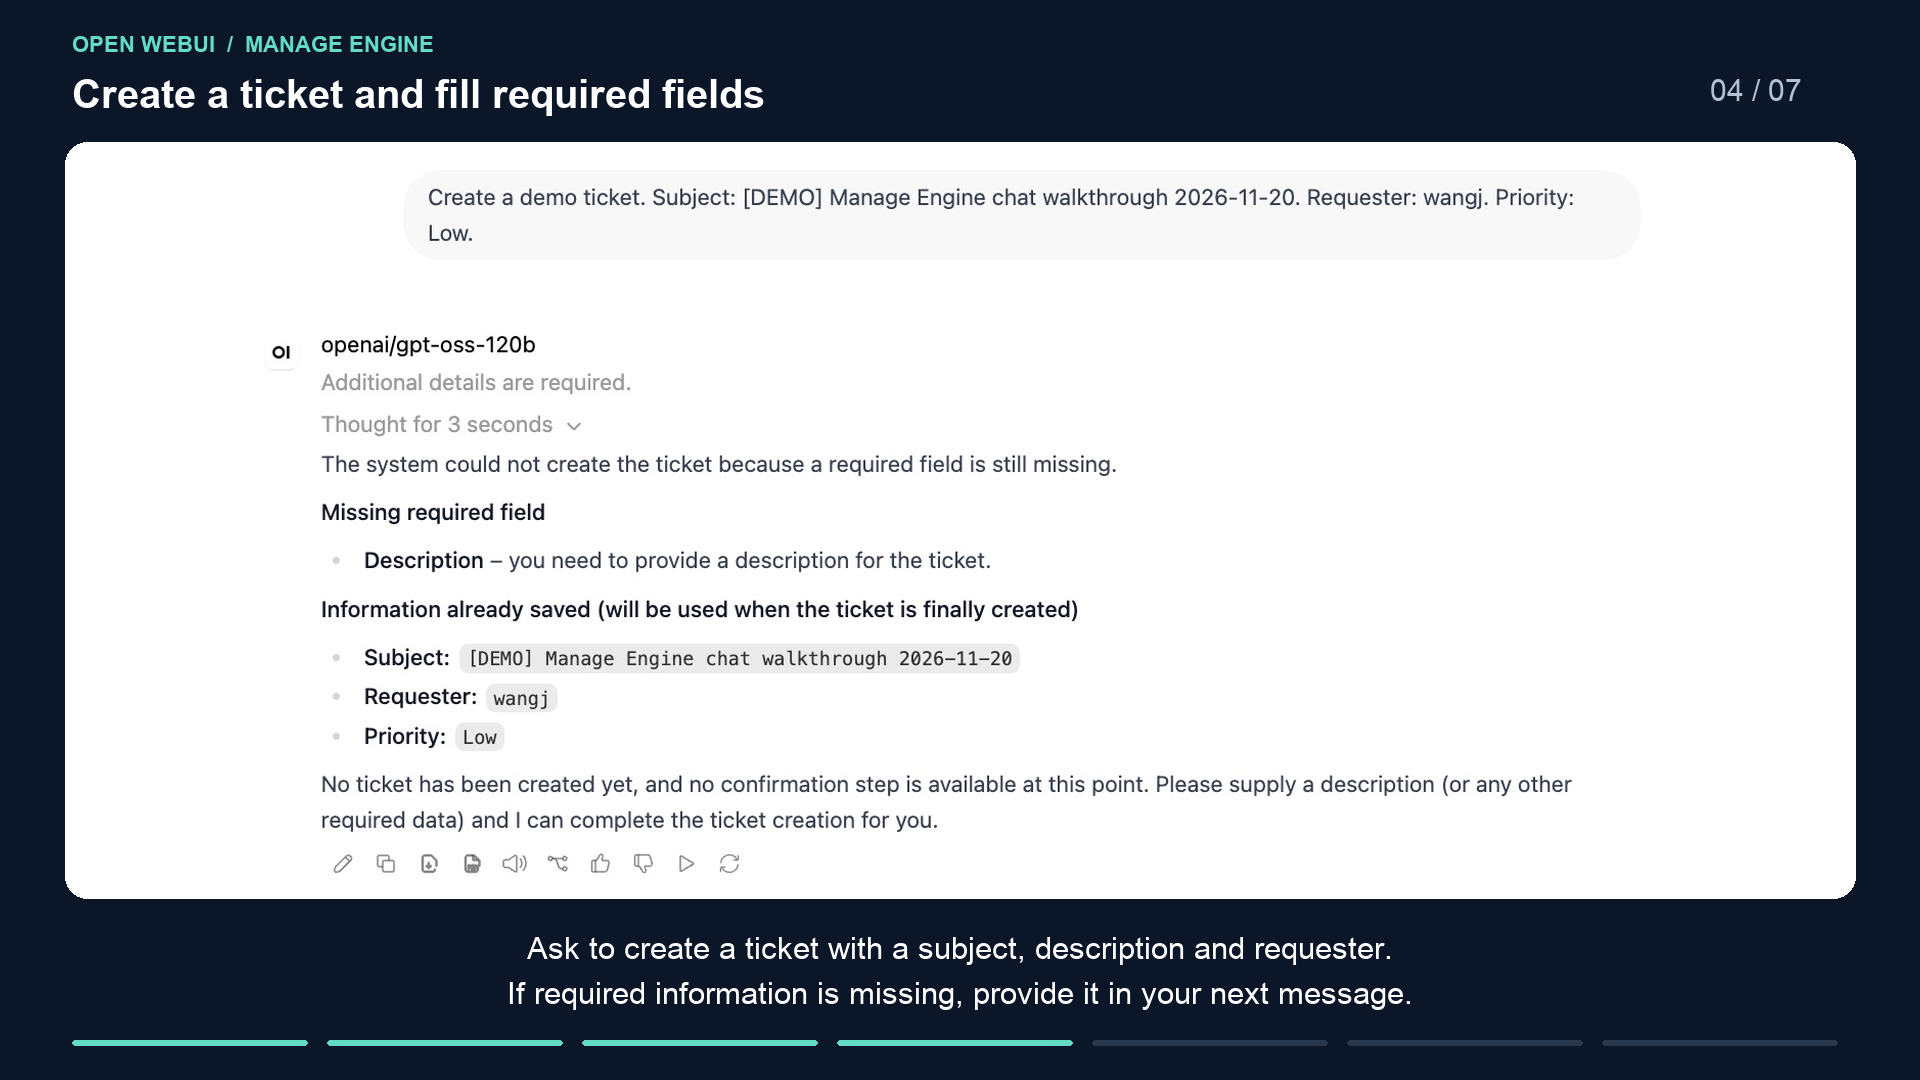 OPEN WEBUI / MANAGE ENGINE
Create a ticket and fill required fields
04 / 07
Create a demo ticket. Subject: [DEMO] Manage Engine chat walkthrough 2026-11-20. Requester: wangj. Priority:
Low.
OI
openai/gpt-oss-120b
Additional details are required.
Thought for 3 seconds
The system could not create the ticket because a required field is still missing.
Missing required field
Description – you need to provide a description for the ticket.
Information already saved (will be used when the ticket is finally created)
Subject: [DEMO] Manage Engine chat walkthrough 2026-11-20
Requester: wangj
Priority: Low
No ticket has been created yet, and no confirmation step is available at this point. Please supply a description (or any other
required data) and I can complete the ticket creation for you.
Ask to create a ticket with a subject, description and requester.
If required information is missing, provide it in your next message.